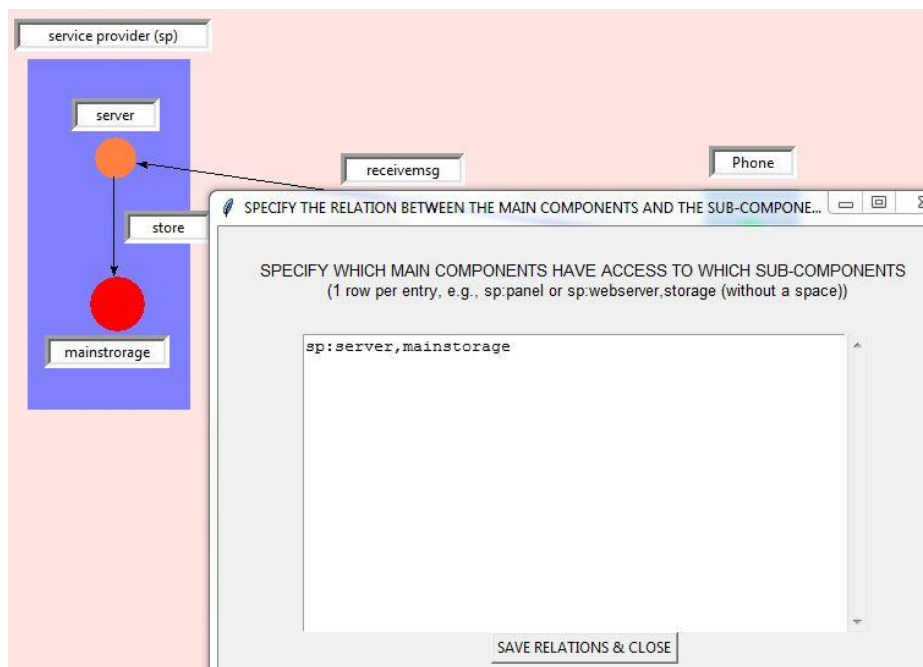 service provider (sp)
server
receivemsg
Phone
store
mainstrorage
SPECIFY THE RELATION BETWEEN THE MAIN COMPONENTS AND THE SUB-COMPONE...
SPECIFY WHICH MAIN COMPONENTS HAVE ACCESS TO WHICH SUB-COMPONENTS
(1 row per entry, e.g., sp:panel or sp:webserver,storage (without a space))
sp:server,mainstorage
SAVE RELATIONS & CLOSE